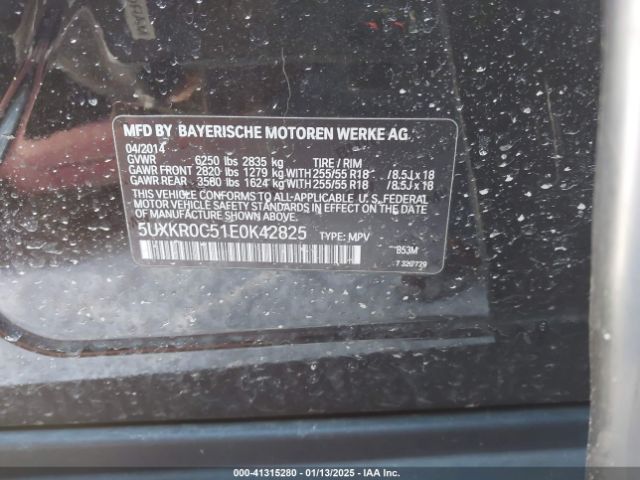 MFD BY BAYERISCHE MOTOREN WERKE AG
04/2014
GVWR 6250 lbs 2835 kg TIRE / RIM
GAWR FRONT 2820 lbs 1279 kg WITH 255/55 R18 /8.5J x 18
GAWR REAR 3580 lbs 1624 kg WITH 255/55 R18 /8.5J x 18
THIS VEHICLE CONFORMS TO ALL APPLICABLE U. S. FEDERAL
MOTOR VEHICLE SAFETY STANDARDS IN EFFECT ON THE DATE
OF MANUFACTURE SHOWN ABOVE.
5UXKR0C51E0K42825 TYPE: MPV
853M
000-41315280 - 01/13/2025 - IAA Inc.